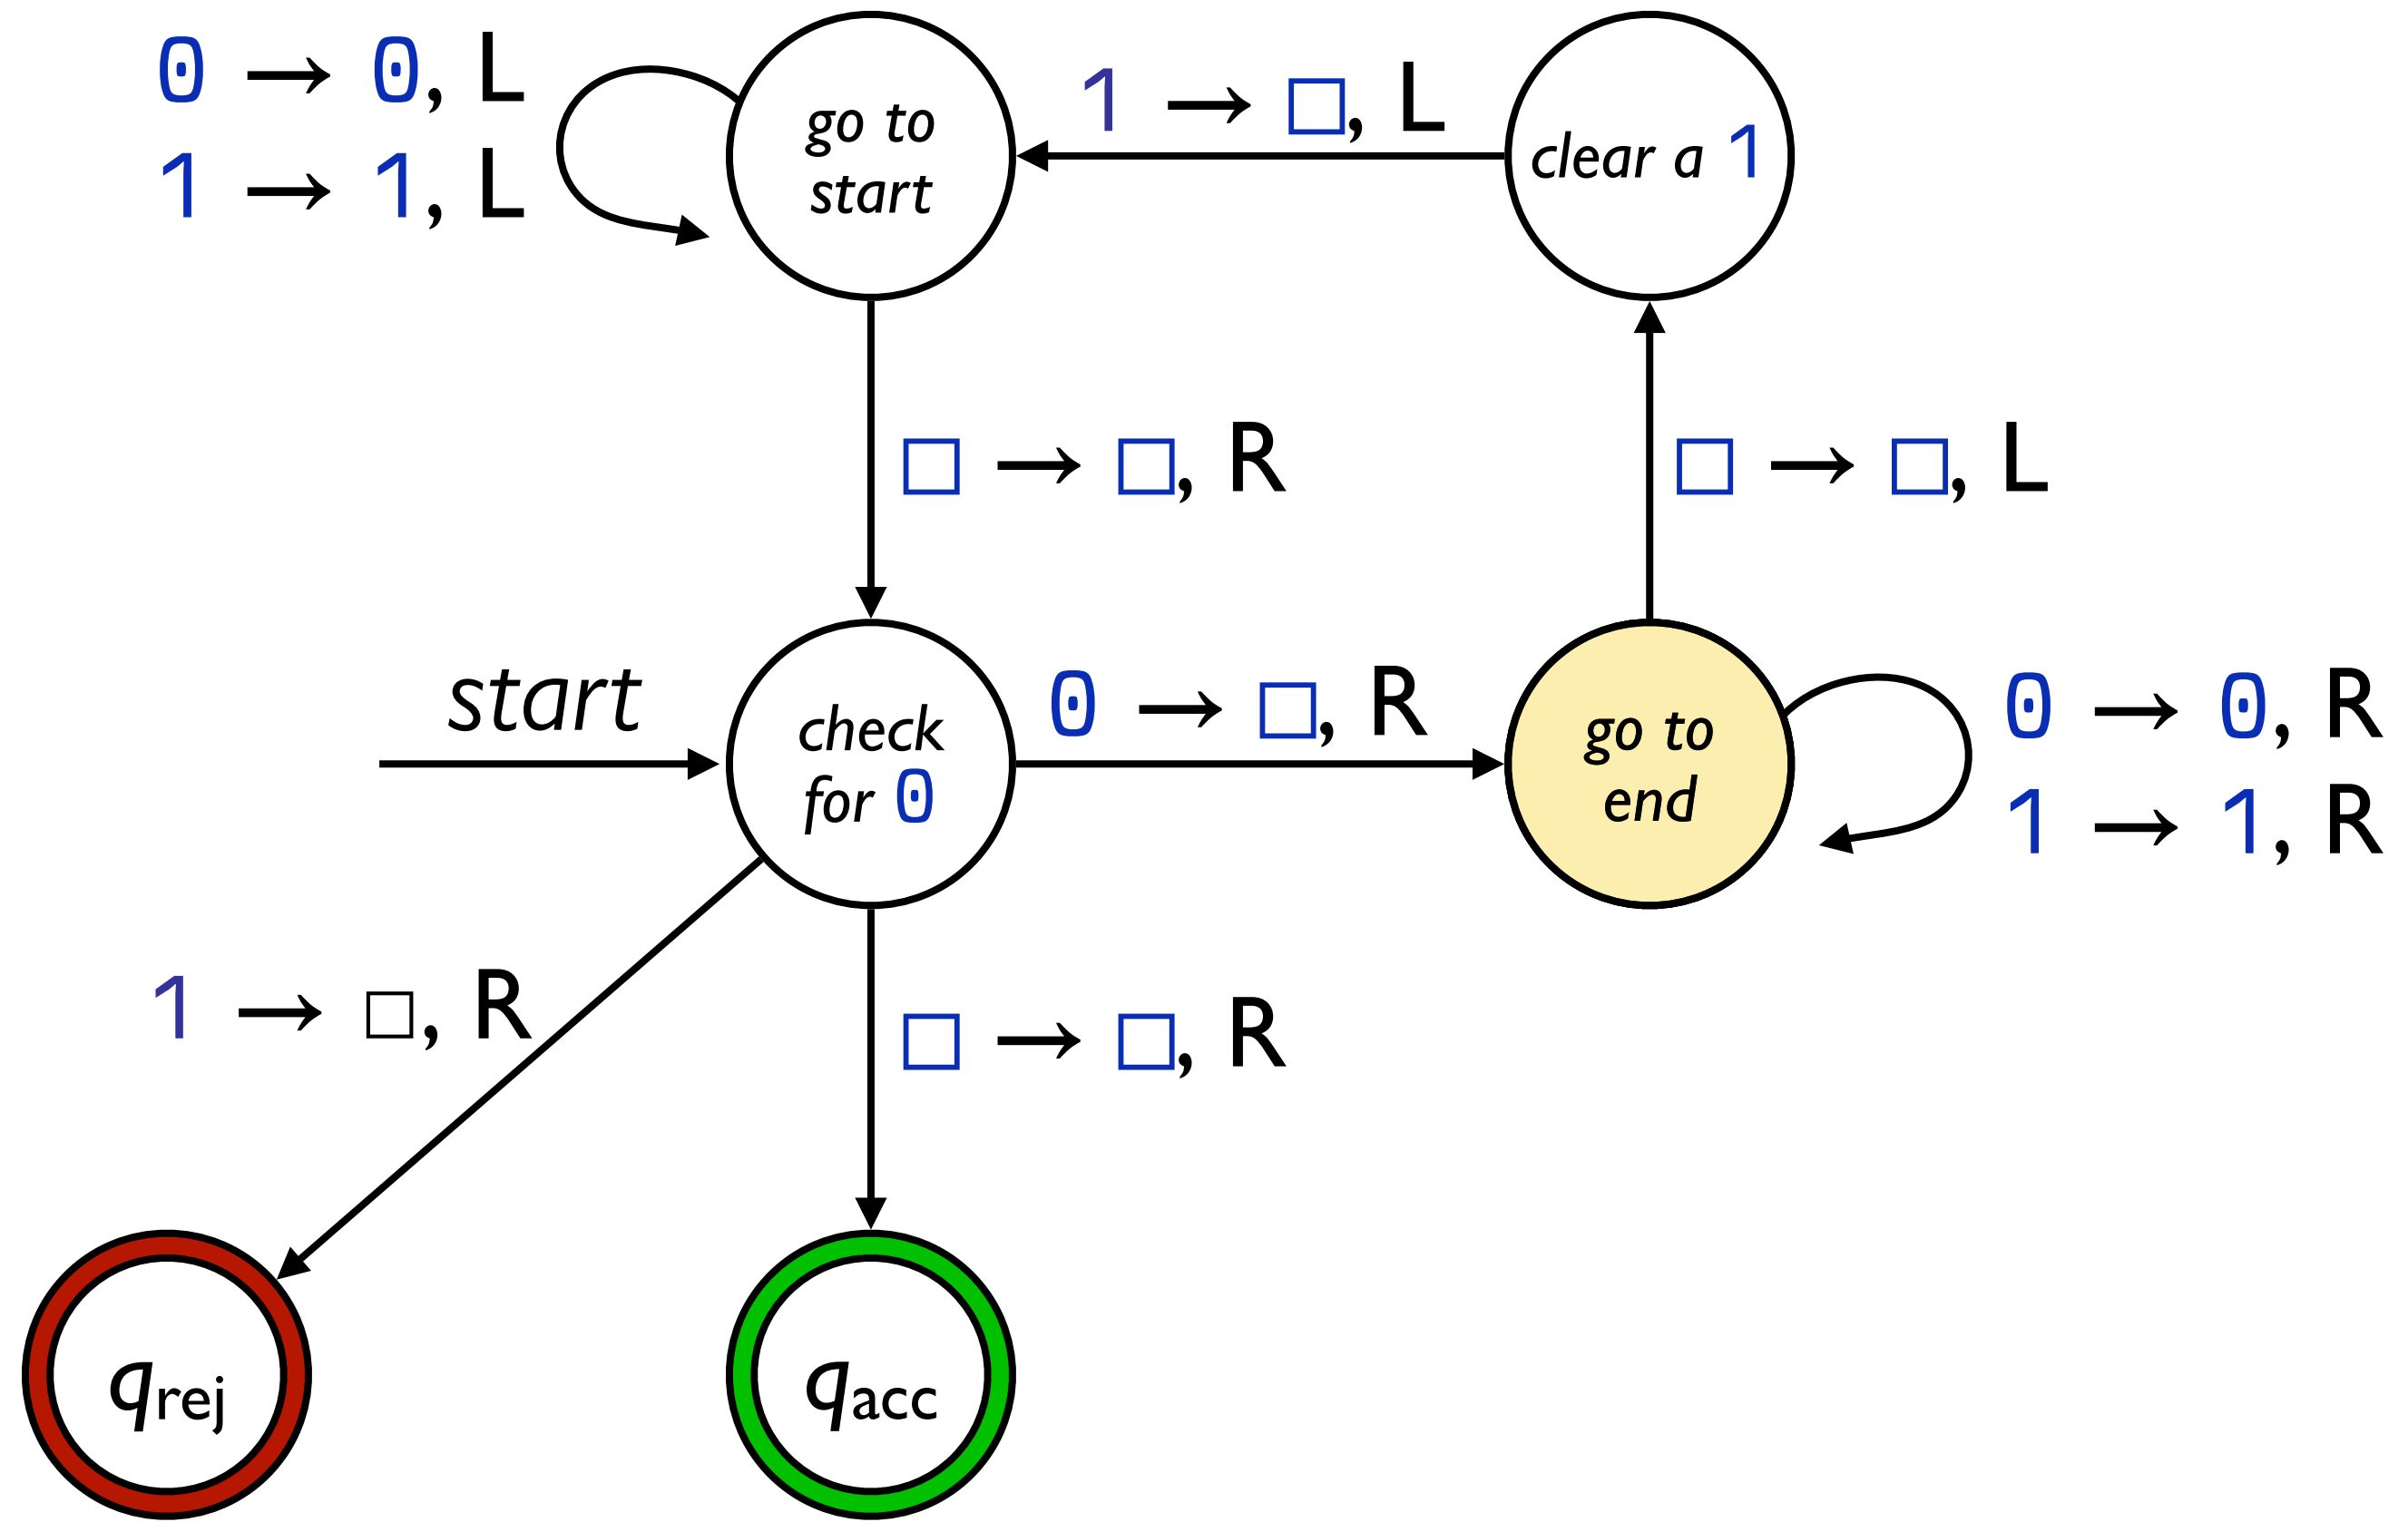 0 → 0, L
1 → 1, L
go to
start
1 → □, L
clear a 1
□ → □, R
□ → □, L
start
check
for 0
0 → □, R
go to
end
0 → 0, R
1 → 1, R
1 → □, R
□ → □, R
qrej
qacc